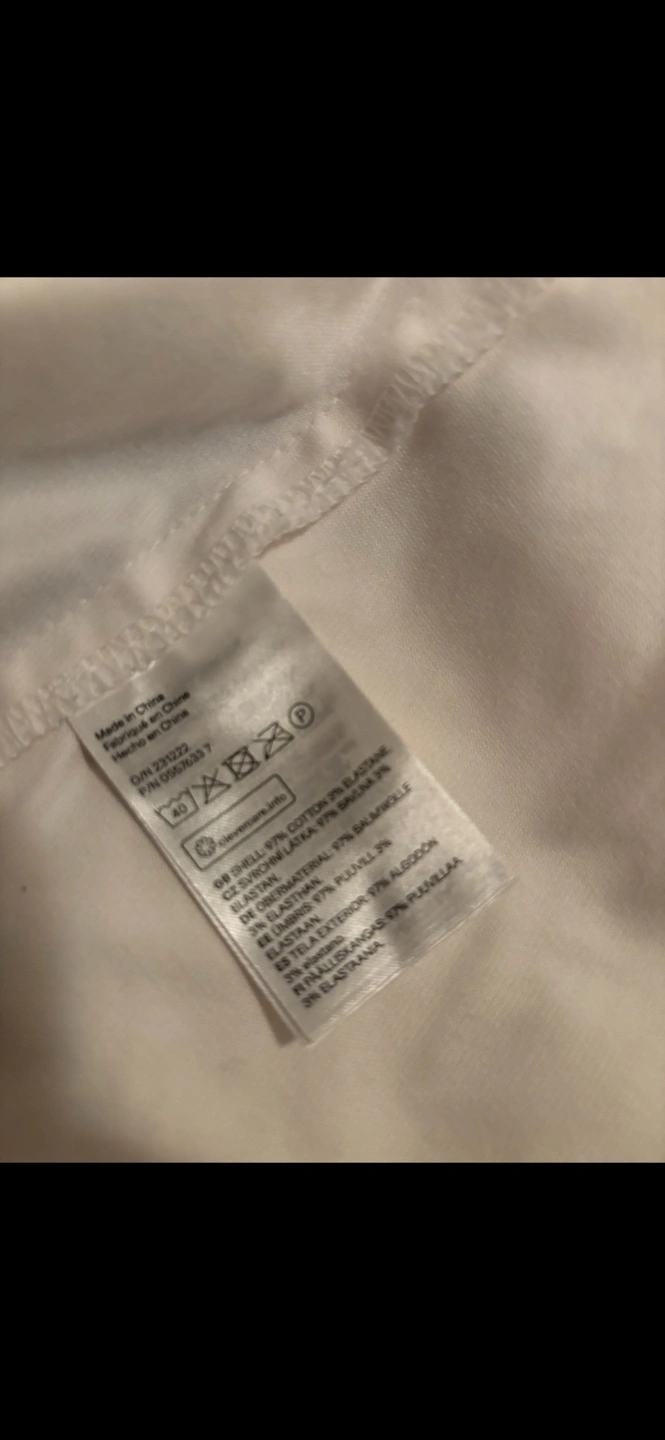 Made in China
Fabriqué en Chine
Hecho en China
O/N 231222
P/N 0557633 7
40
P
clevercare.info
GB SHELL: 97% COTTON 3% ELASTANE
CZ SVRCHNÍ LÁTKA: 97% BAVLNA 3%
ELASTAN.
DE OBERMATERIAL: 97% BAUMWOLLE
3% ELASTHAN.
EE ÜMBRIS: 97% PUUVILL 3%
ELASTAAN.
ES TELA EXTERIOR: 97% ALGODÓN
3% elastano.
FI PÄÄLLISKANGAS: 97% PUUVILLAA
3% ELASTAANIA.